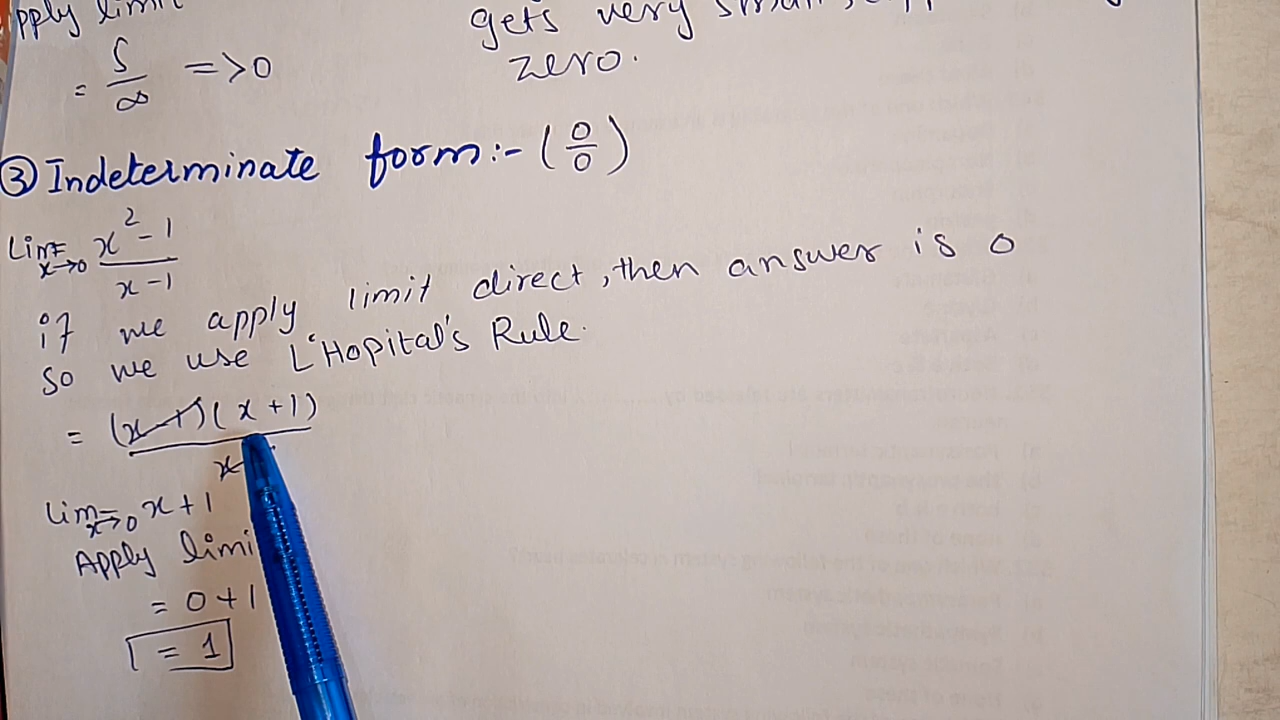 pply limit
gets very
= 5/∞ => 0
zero.
③ Indeterminate form:- (0/0)
Lim x→0 x² - 1 / x - 1
if we apply limit direct, then answer is 0
So we use L'Hopital's Rule.
= (x-1)(x+1) / x
Lim x→0 x + 1
Apply limi
= 0 + 1
= 1